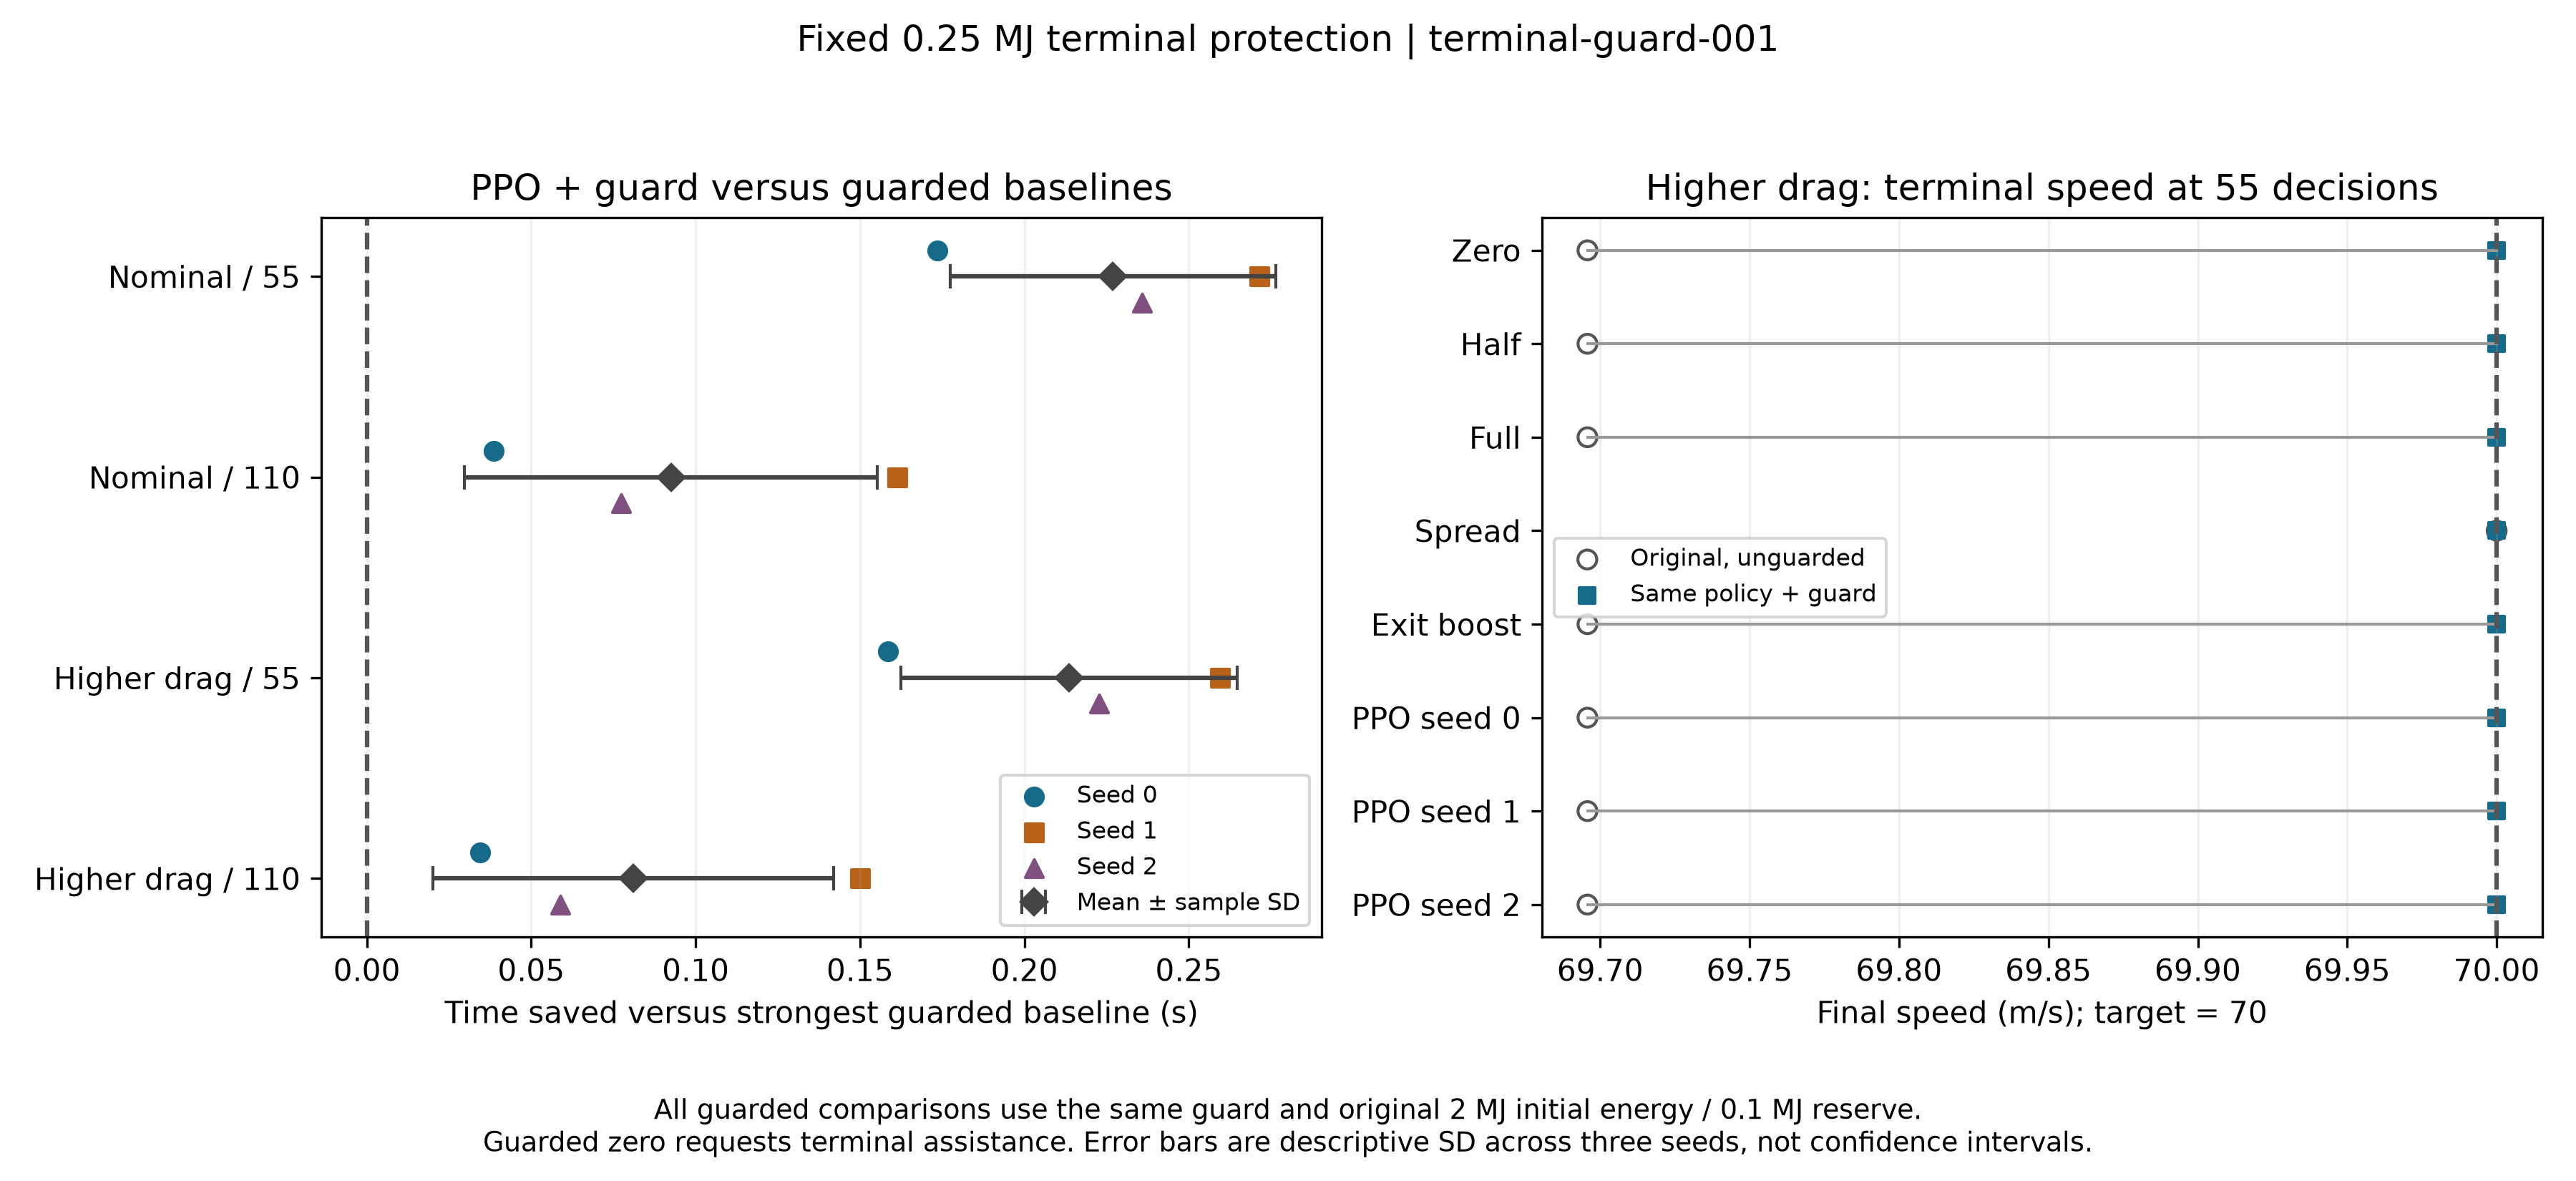 Fixed 0.25 MJ terminal protection | terminal-guard-001
PPO + guard versus guarded baselines
Nominal / 55
Nominal / 110
Higher drag / 55
Higher drag / 110
Seed 0
Seed 1
Seed 2
Mean ± sample SD
0.00 0.05 0.10 0.15 0.20 0.25
Time saved versus strongest guarded baseline (s)
Higher drag: terminal speed at 55 decisions
Zero
Half
Full
Spread
Original, unguarded
Same policy + guard
Exit boost
PPO seed 0
PPO seed 1
PPO seed 2
69.70 69.75 69.80 69.85 69.90 69.95 70.00
Final speed (m/s); target = 70
All guarded comparisons use the same guard and original 2 MJ initial energy / 0.1 MJ reserve.
Guarded zero requests terminal assistance. Error bars are descriptive SD across three seeds, not confidence intervals.